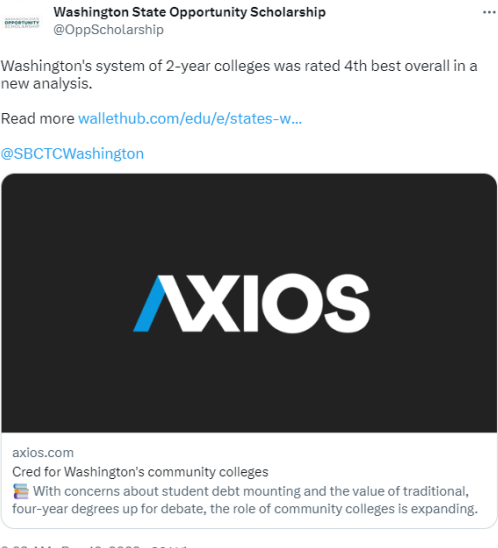 OPPORTUNITY
SCHOLARSHIP
Washington State Opportunity Scholarship
@OppScholarship
Washington's system of 2-year colleges was rated 4th best overall in a
new analysis.
Read more wallethub.com/edu/e/states-w...
@SBCTCWashington
AXIOS
axios.com
Cred for Washington's community colleges
📚 With concerns about student debt mounting and the value of traditional,
four-year degrees up for debate, the role of community colleges is expanding.